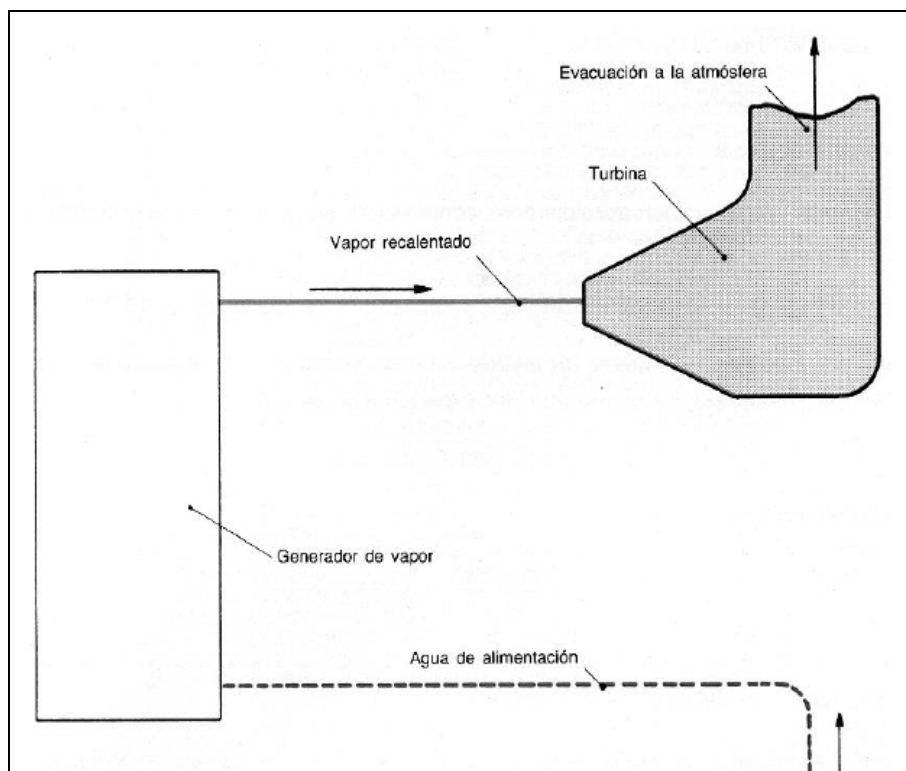 Evacuación a la atmósfera
Turbina
Vapor recalentado
Generador de vapor
Agua de alimentación